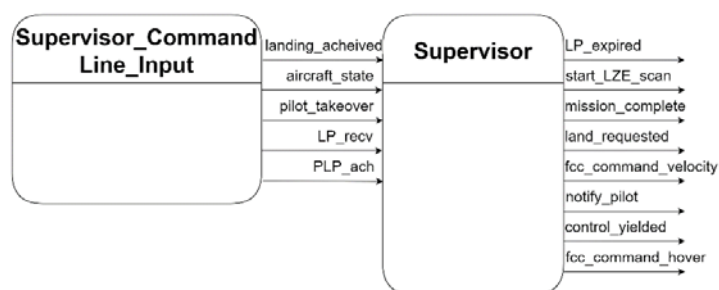 Supervisor_Command
Line_Input
landing_acheived
aircraft_state
pilot_takeover
LP_recv
PLP_ach
Supervisor
LP_expired
start_LZE_scan
mission_complete
land_requested
fcc_command_velocity
notify_pilot
control_yielded
fcc_command_hover